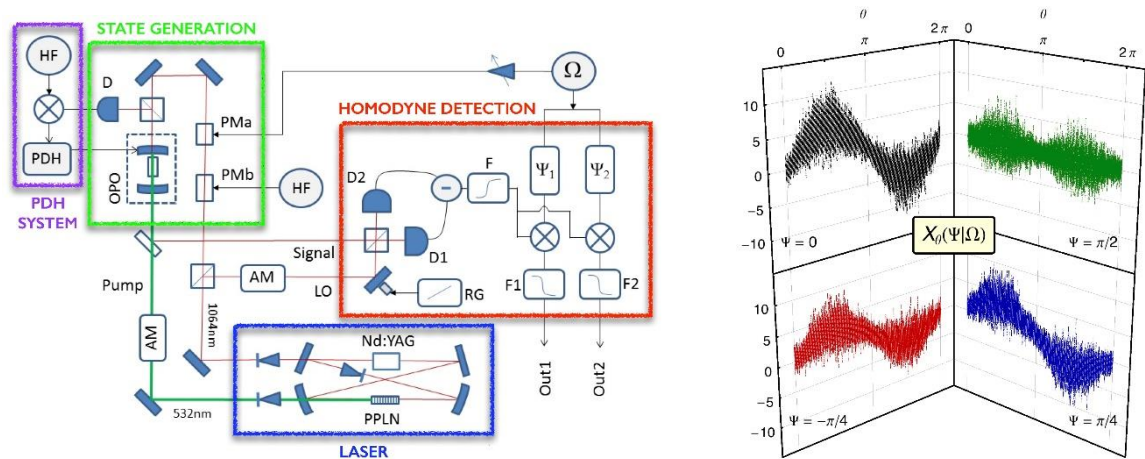 STATE GENERATION
HF
D
Ω
PMa
HOMODYNE DETECTION
PDH
OPO
PMb
HF
D2
F
Ψ1
Ψ2
PDH
SYSTEM
Signal
D1
Pump
AM
LO
RG
F1
F2
AM
1064nm
Nd:YAG
PPLN
532nm
LASER
Out1
Out2
θ
θ
0
π
2π
0
π
2π
10
5
0
-5
-10
Ψ = 0
Ψ = π/2
Xθ(Ψ|Ω)
10
5
0
-5
-10
Ψ = -π/4
Ψ = π/4